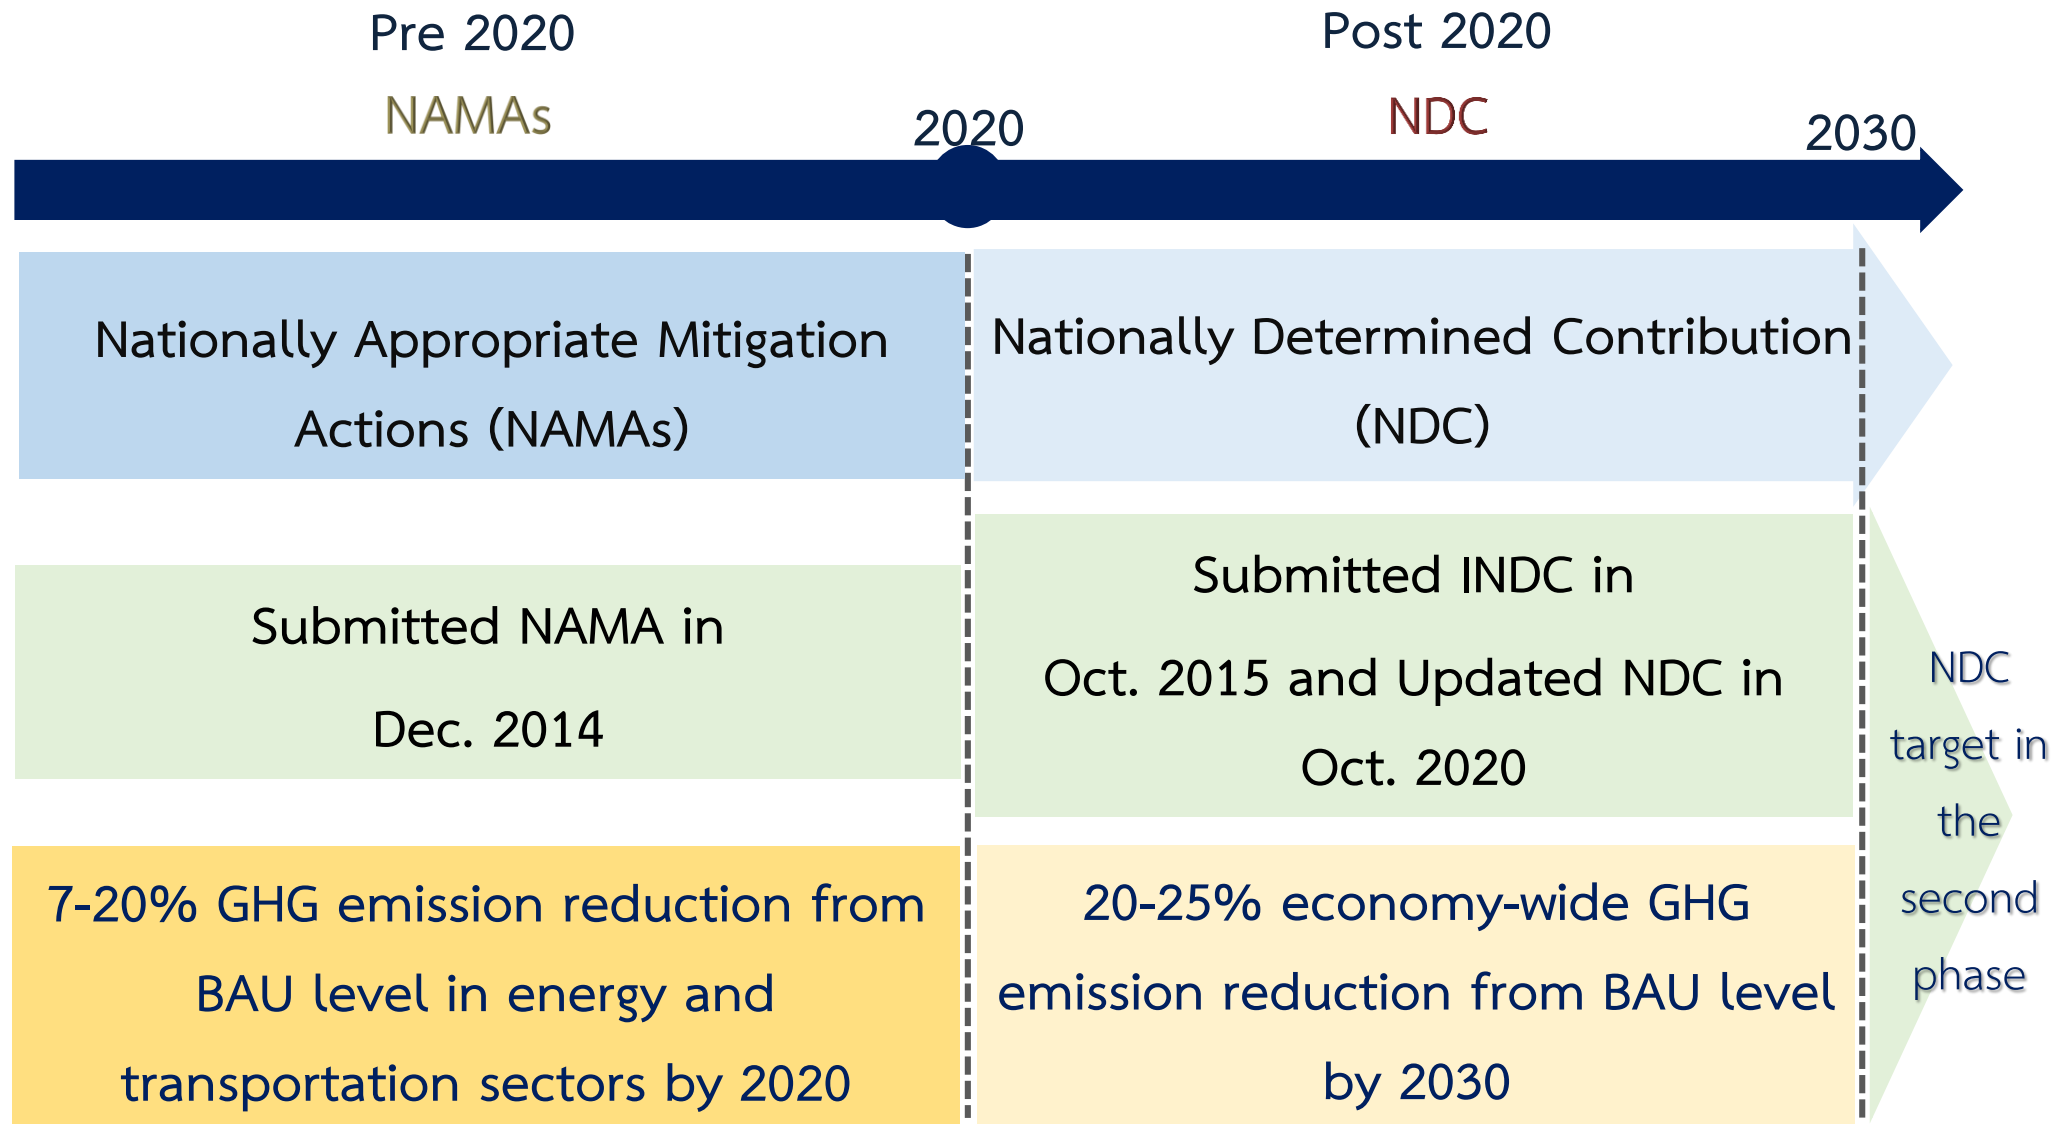 Pre 2020
Post 2020
NAMAs
NDC
2020
2030
Nationally Appropriate Mitigation
Actions (NAMAs)
Nationally Determined Contribution
(NDC)
Submitted NAMA in
Dec. 2014
Submitted INDC in
Oct. 2015 and Updated NDC in
Oct. 2020
7-20% GHG emission reduction from
BAU level in energy and
transportation sectors by 2020
20-25% economy-wide GHG
emission reduction from BAU level
by 2030
NDC
target in
the
second
phase